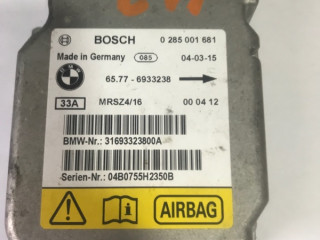 BOSCH 0 285 001 681
Made in Germany 085 04-03-15
BMW
65.77 - 6933238
33A MRSZ4/16 00 04 12
BMW-Nr.: 31693323800A
Serien-Nr.: 04B0755H2350B
AIRBAG